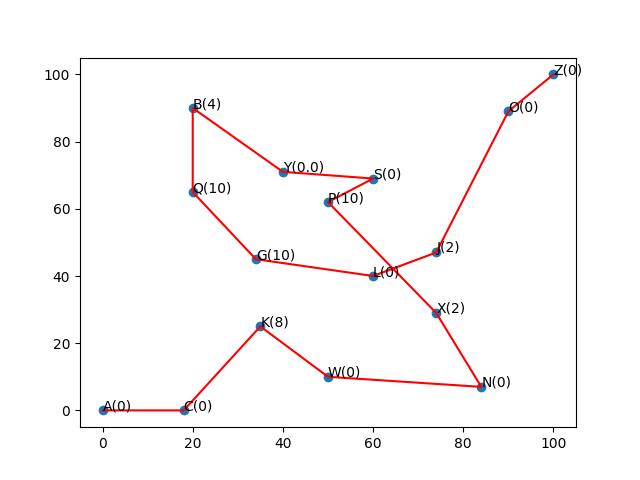 100
80
60
40
20
0
Z(0)
O(0)
B(4)
Y(0.0)
S(0)
Q(10)
P(10)
J(2)
G(10)
L(0)
X(2)
K(8)
W(0)
N(0)
A(0)
C(0)
0 20 40 60 80 100